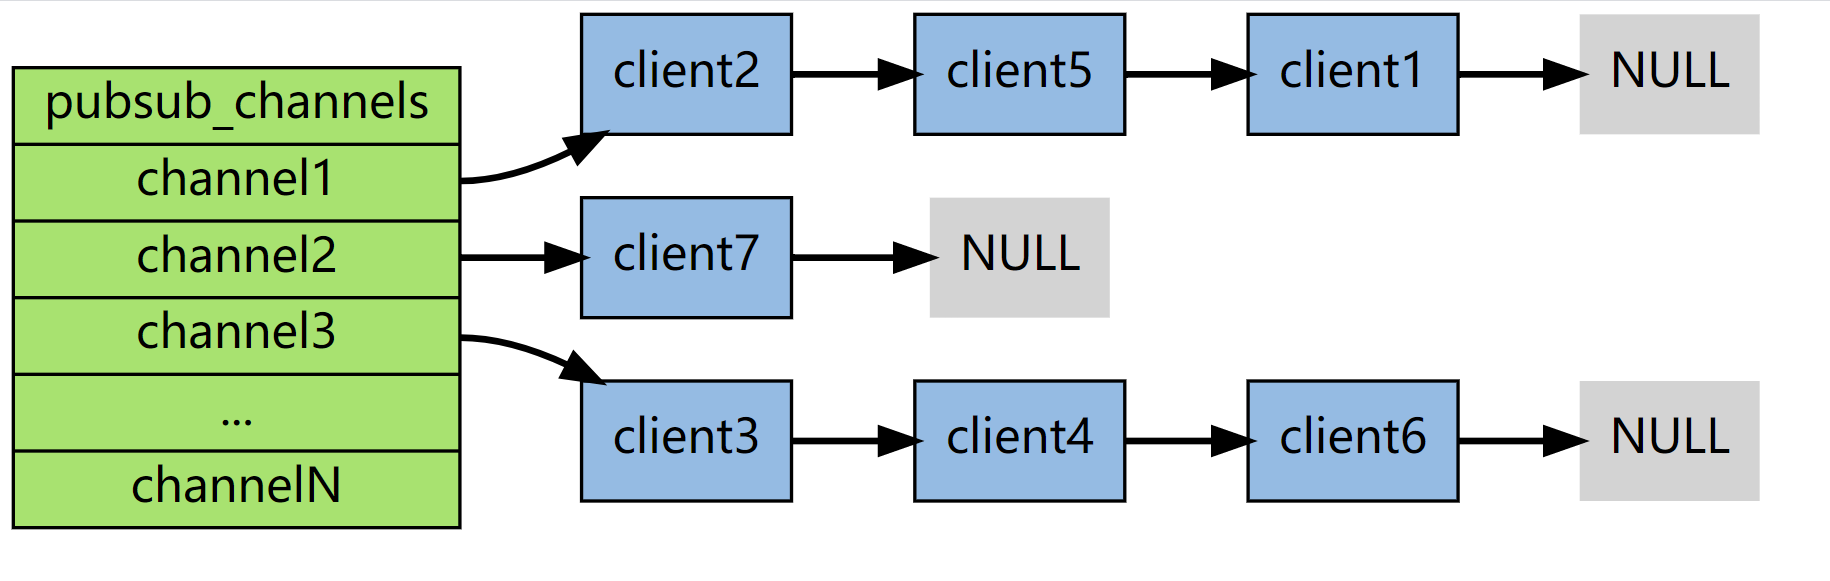 pubsub_channels
channel1
channel2
channel3
...
channelN
client2
client5
client1
NULL
client7
NULL
client3
client4
client6
NULL